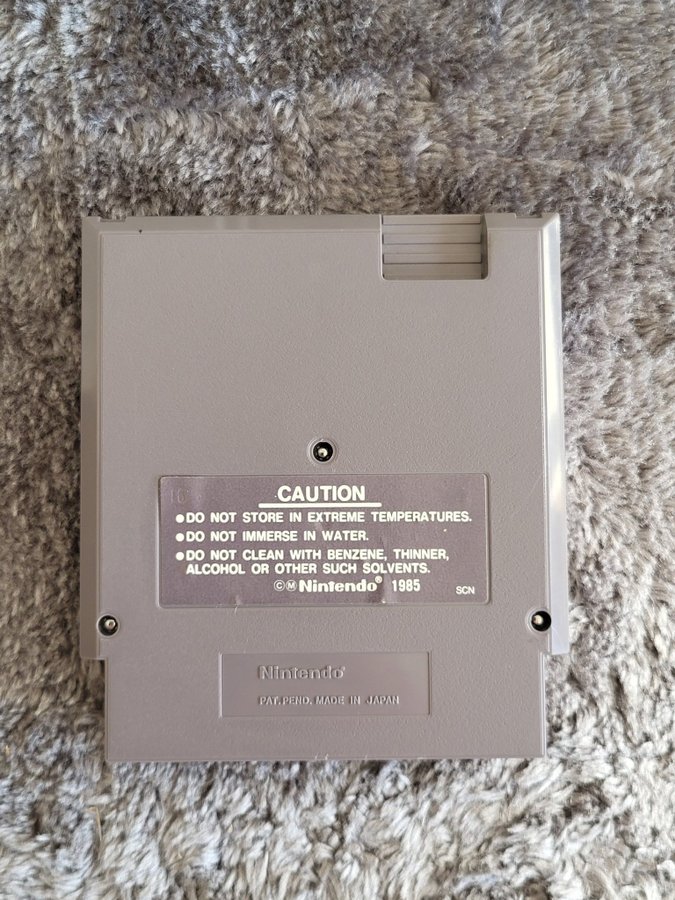 16
CAUTION
●DO NOT STORE IN EXTREME TEMPERATURES.
●DO NOT IMMERSE IN WATER.
●DO NOT CLEAN WITH BENZENE, THINNER,
ALCOHOL OR OTHER SUCH SOLVENTS.
©Ⓜ Nintendo® 1985 SCN
Nintendo®
PAT. PEND. MADE IN JAPAN